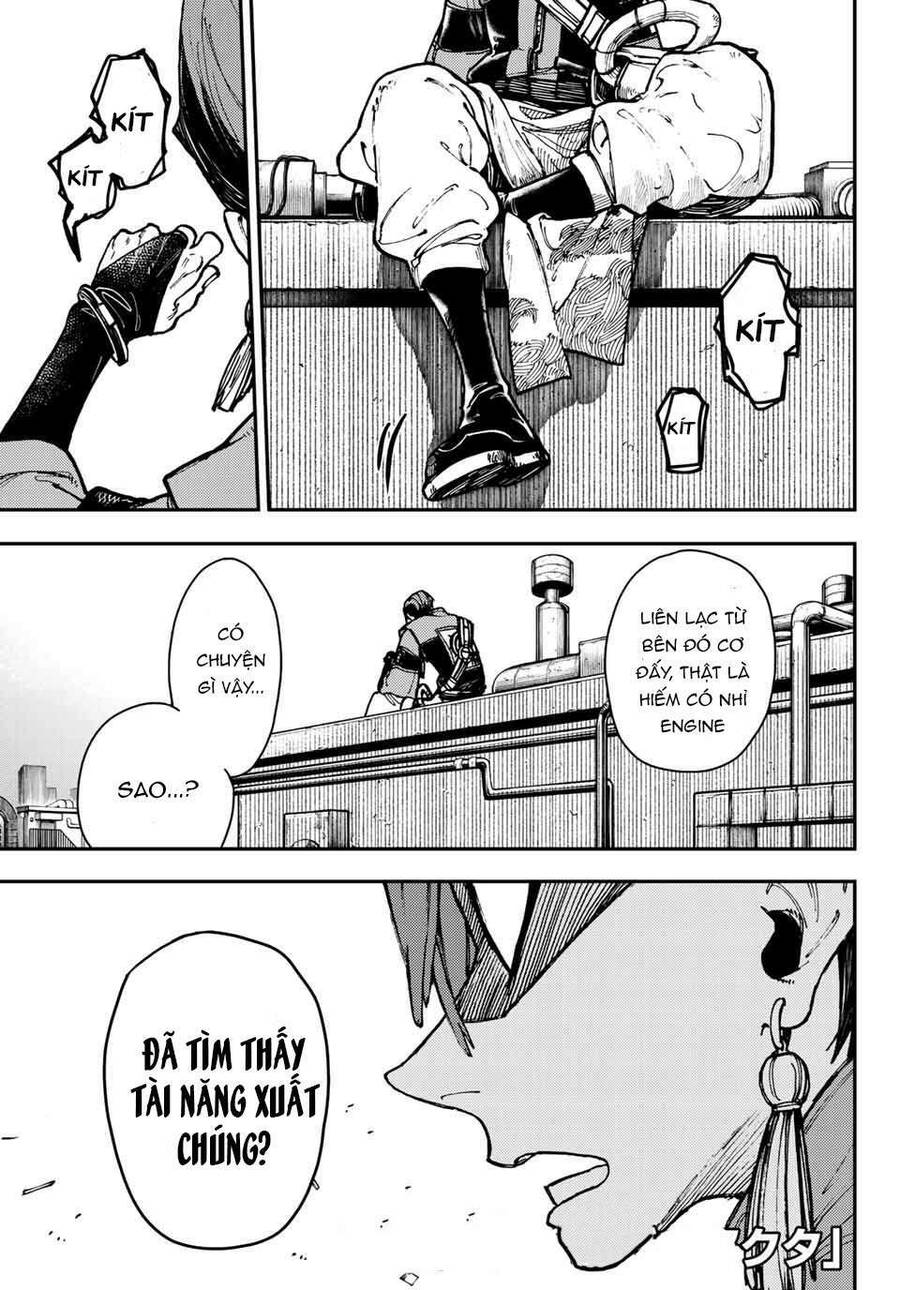 KÍT
KÍT
KÍT
KÍT
LIÊN LẠC TỪ
BÊN ĐÓ CƠ
ĐẤY, THẬT LÀ
HIẾM CÓ NHỈ
ENGINE
CÓ
CHUYỆN
GÌ VẬY...
SAO...?
ĐÃ TÌM THẤY
TÀI NĂNG XUẤT
CHÚNG?
クタ」